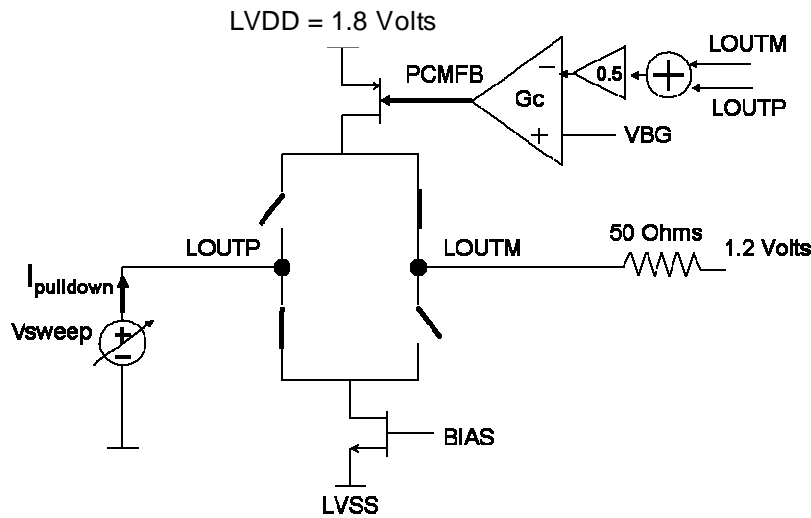 LVDD = 1.8 Volts
LOUTM
PCMFB
0.5
+
−
Gc
LOUTP
+
VBG
LOUTP
LOUTM
50 Ohms
1.2 Volts
Ipulldown
Vsweep
+
−
BIAS
LVSS